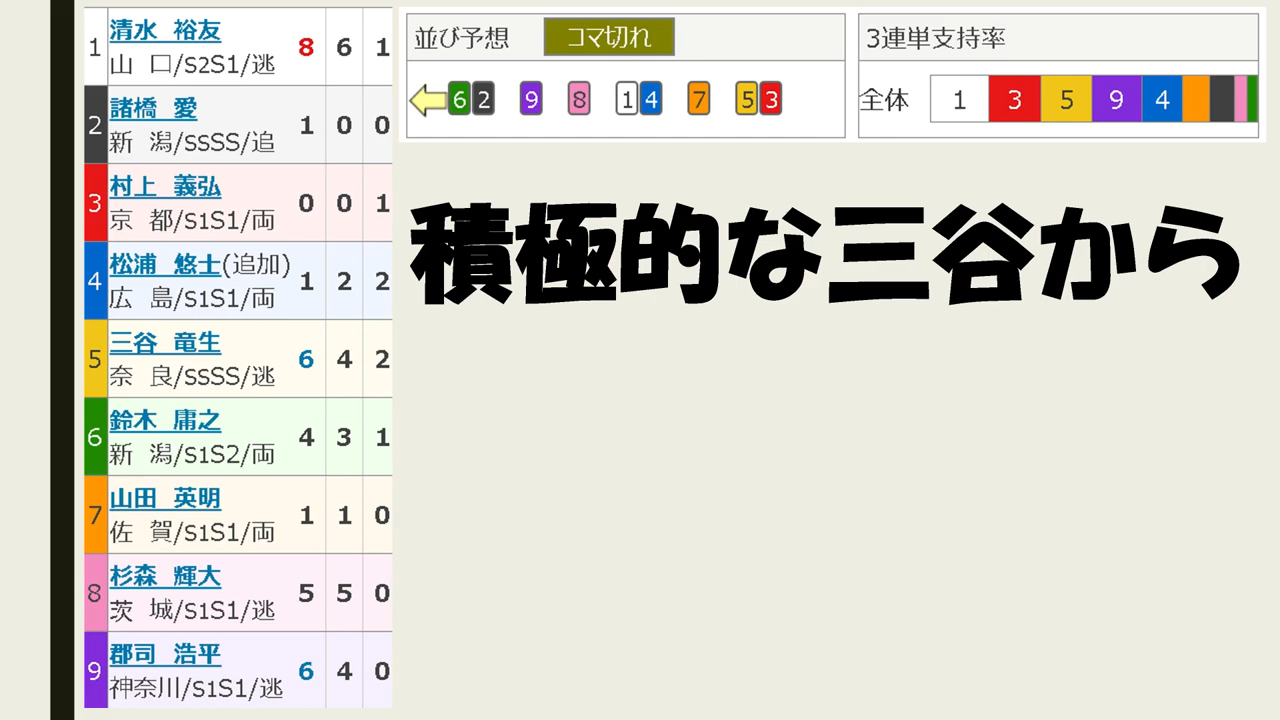 1 清水 裕友 8 6 1
山 口/S2S1/逃
2 諸橋 愛 1 0 0
新 潟/SSSS/追
3 村上 義弘 0 0 1
京 都/S1S1/両
4 松浦 悠士(追加) 1 2 2
広 島/S1S1/両
5 三谷 竜生 6 4 2
奈 良/SSSS/逃
6 鈴木 庸之 4 3 1
新 潟/S1S2/両
7 山田 英明 1 1 0
佐 賀/S1S1/両
8 杉森 輝大 5 5 0
茨 城/S1S1/逃
9 郡司 浩平 6 4 0
神奈川/S1S1/逃
並び予想 コマ切れ
6 2 9 8 1 4 7 5 3
3連単支持率
全体 1 3 5 9 4
積極的な三谷から